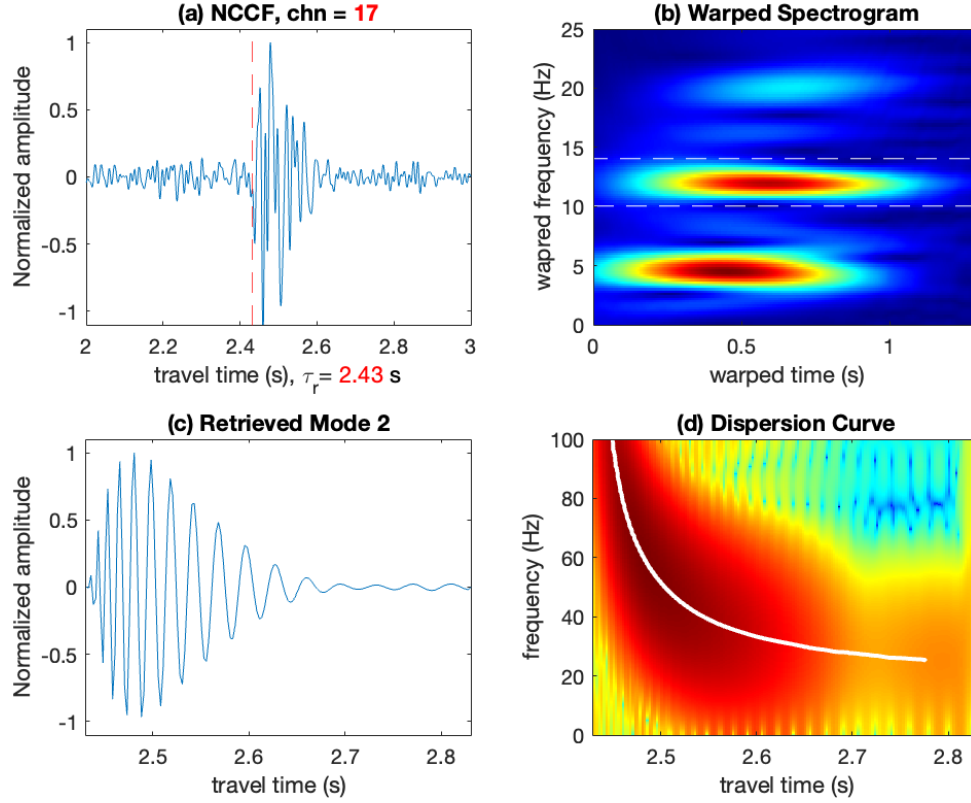 (a) NCCF, chn = 17
Normalized amplitude
1
0.5
0
-0.5
-1
2 2.2 2.4 2.6 2.8 3
travel time (s), τr= 2.43 s
(b) Warped Spectrogram
wapred frequency (Hz)
25
20
15
10
5
0
0 0.5 1
warped time (s)
(c) Retrieved Mode 2
Normalized amplitude
1
0.5
0
-0.5
-1
2.5 2.6 2.7 2.8
travel time (s)
(d) Dispersion Curve
frequency (Hz)
100
80
60
40
20
0
2.5 2.6 2.7 2.8
travel time (s)